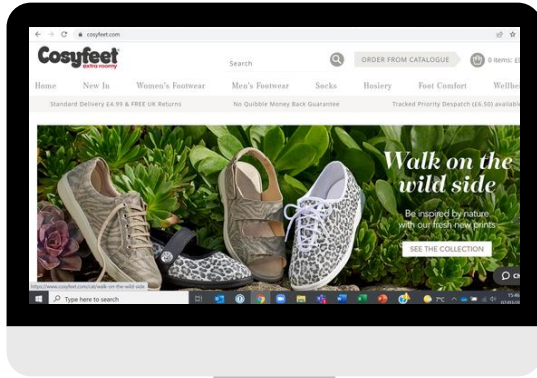 cosyfeet.com
Cosyfeet
extra roomy
Search
ORDER FROM CATALOGUE
0 items:
Home New In Women's Footwear Men's Footwear Socks Hosiery Foot Comfort
Standard Delivery £4.99 & FREE UK Returns No Quibble Money Back Guarantee Tracked Priority Despatch (£6.50) available
Walk on the
wild side
Be inspired by nature
with our fresh new prints
SEE THE COLLECTION
https://www.cosyfeet.com/cat/walk-on-the-wild-side
Type here to search
7°C